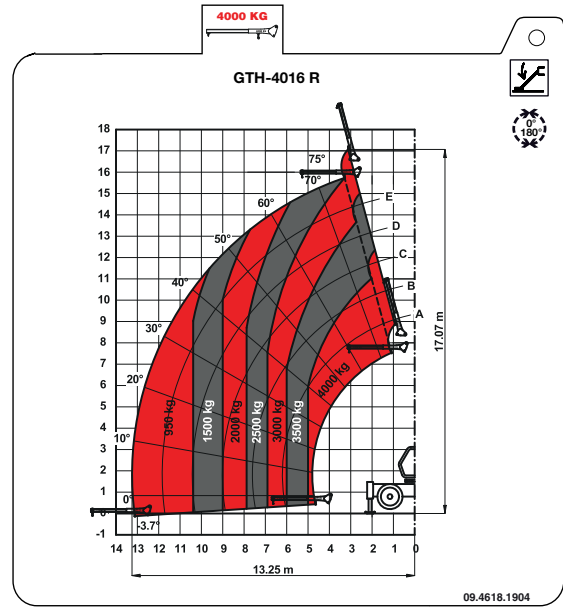 4000 KG
GTH-4016 R
0°
180°
18
17
16
15
14
13
12
11
10
9
8
7
6
5
4
3
2
1
0
-1
75°
70°
60°
50°
40°
30°
20°
10°
0°
-3.7°
E
D
C
B
A
950 kg
1500 kg
2000 kg
2500 kg
3000 kg
3500 kg
4000 kg
17.07 m
14 13 12 11 10 9 8 7 6 5 4 3 2 1 0
13.25 m
09.4618.1904